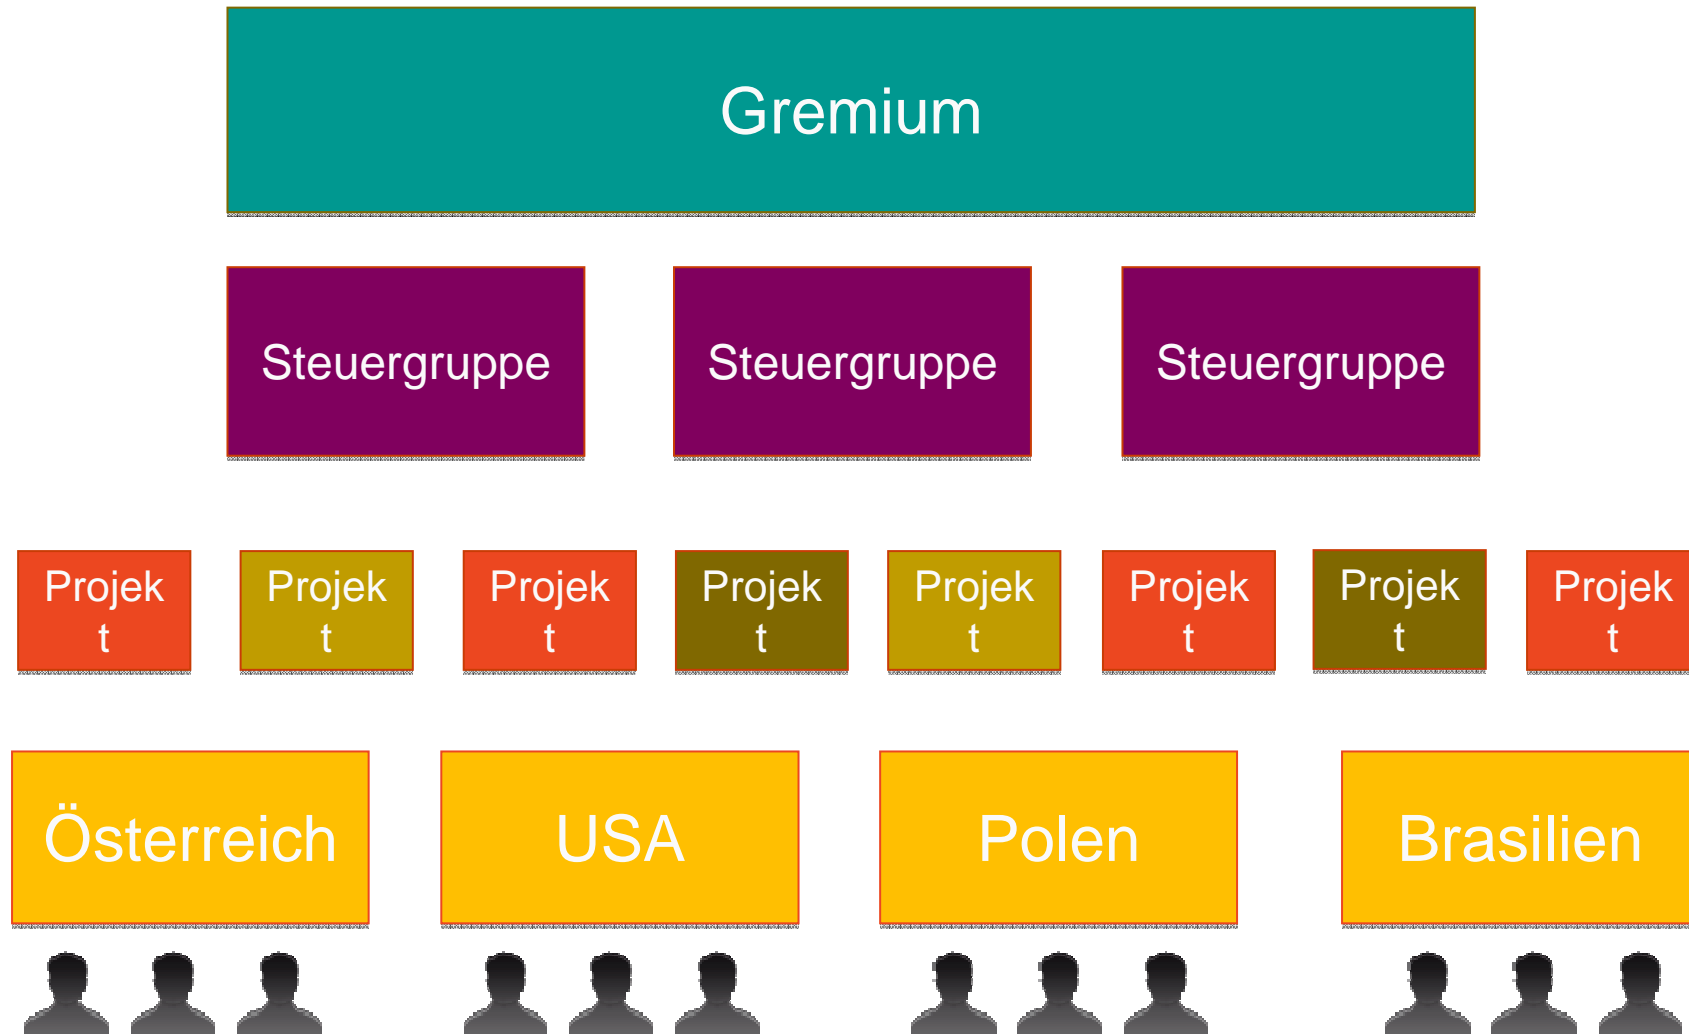 Gremium
Steuergruppe
Steuergruppe
Steuergruppe
Projek
t
Projek
t
Projek
t
Projek
t
Projek
t
Projek
t
Projek
t
Projek
t
Österreich
USA
Polen
Brasilien